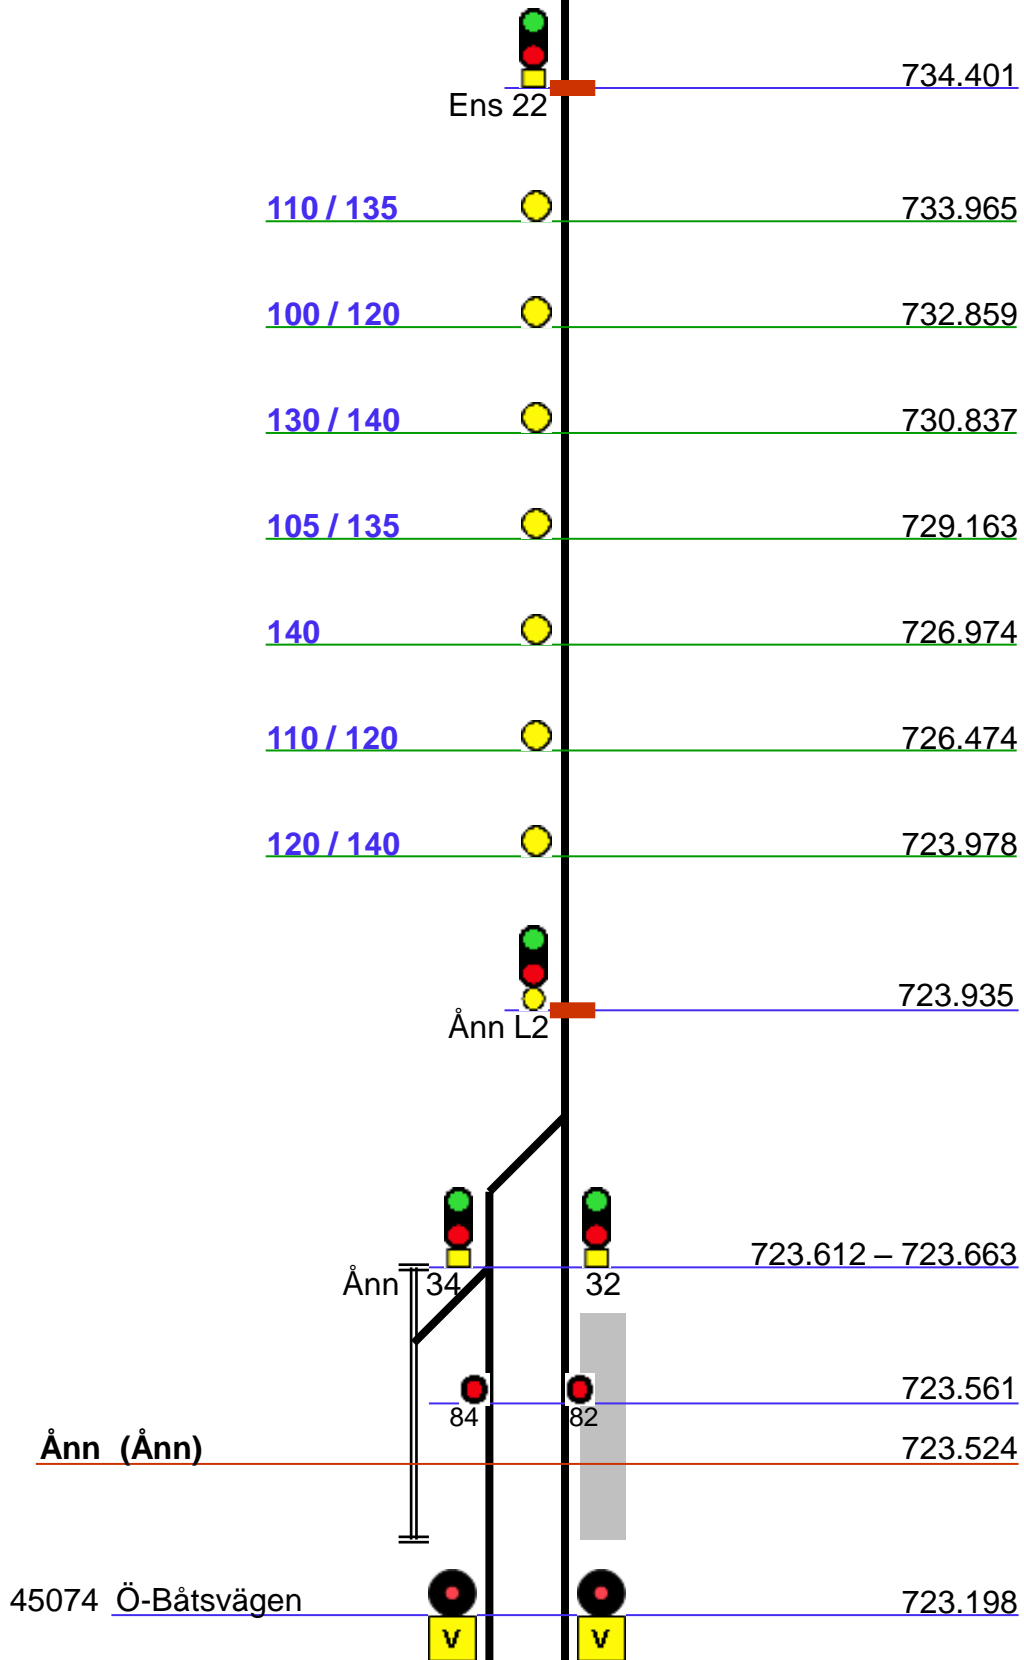 734.401
Ens 22
110 / 135 733.965
100 / 120 732.859
130 / 140 730.837
105 / 135 729.163
140 726.974
110 / 120 726.474
120 / 140 723.978
723.935
Ånn L2
723.612 – 723.663
Ånn 34 32
723.561
84 82
Ånn (Ånn) 723.524
45074 Ö-Båtsvägen 723.198
V V